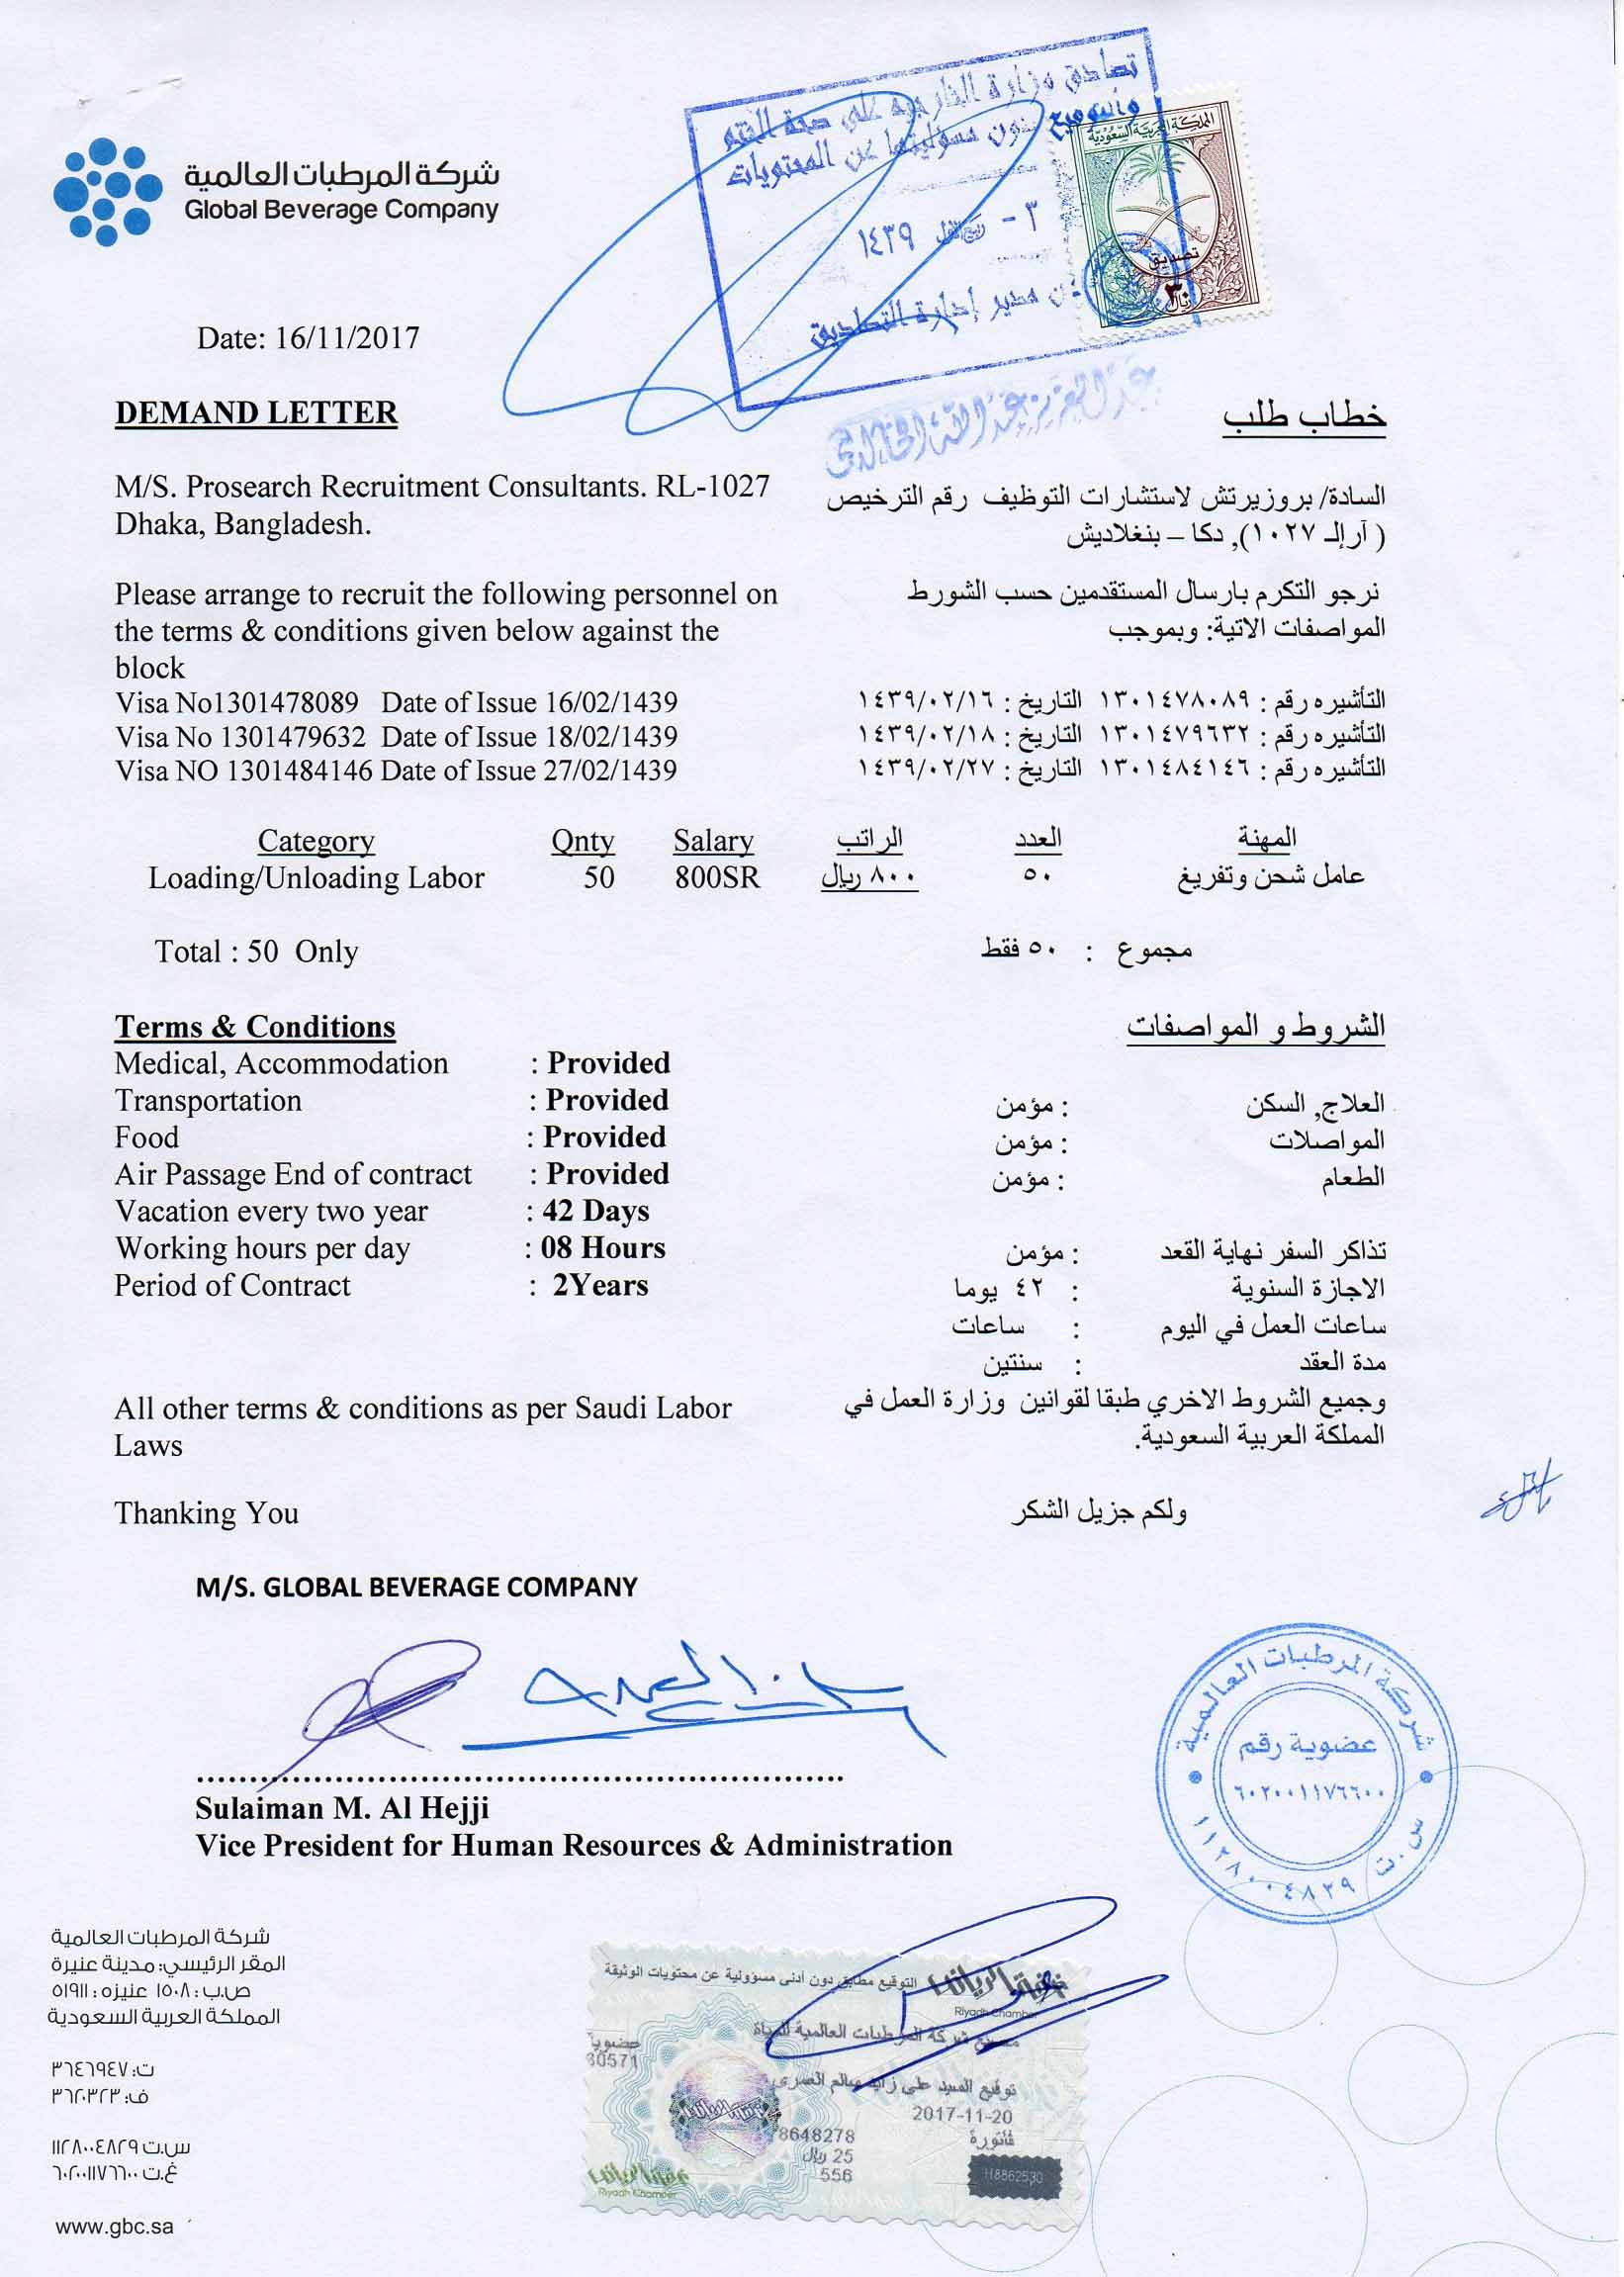 شركة المرطبات العالمية
Global Beverage Company
تصادق وزارة الخارجية على صحة الختم
والتوقيع بدون مسؤليتها عن المحتويات
٣ - ربيع الأول ١٤٣٩
عن مدير إدارة التصاديق
المملكة العربية السعودية
تصديق
٣٠
ريال
Date: 16/11/2017
DEMAND LETTER
خطاب طلب
M/S. Prosearch Recruitment Consultants. RL-1027
Dhaka, Bangladesh.
السادة/ بروزيرتش لاستشارات التوظيف رقم الترخيص
( آرإلـ ١٠٢٧), دكا – بنغلاديش
Please arrange to recruit the following personnel on
the terms & conditions given below against the
block
نرجو التكرم بارسال المستقدمين حسب الشورط
المواصفات الاتية: وبموجب
Visa No1301478089 Date of Issue 16/02/1439
Visa No 1301479632 Date of Issue 18/02/1439
Visa NO 1301484146 Date of Issue 27/02/1439
التأشيره رقم : ١٣٠١٤٧٨٠٨٩ التاريخ : ١٤٣٩/٠٢/١٦
التأشيره رقم : ١٣٠١٤٧٩٦٣٢ التاريخ : ١٤٣٩/٠٢/١٨
التأشيره رقم : ١٣٠١٤٨٤١٤٦ التاريخ : ١٤٣٩/٠٢/٢٧
Category Qnty Salary الراتب العدد المهنة
Loading/Unloading Labor 50 800SR ٨٠٠ ريال ٥٠ عامل شحن وتفريغ
Total : 50 Only
مجموع : ٥٠ فقط
Terms & Conditions
Medical, Accommodation : Provided
Transportation : Provided
Food : Provided
Air Passage End of contract : Provided
Vacation every two year : 42 Days
Working hours per day : 08 Hours
Period of Contract : 2Years
الشروط و المواصفات
العلاج, السكن : مؤمن
المواصلات : مؤمن
الطعام : مؤمن
تذاكر السفر نهاية القعد : مؤمن
الاجازة السنوية : ٤٢ يوما
ساعات العمل في اليوم : ساعات
مدة العقد : سنتين
All other terms & conditions as per Saudi Labor
Laws
وجميع الشروط الاخري طبقا لقوانين وزارة العمل في
المملكة العربية السعودية.
Thanking You
ولكم جزيل الشكر
M/S. GLOBAL BEVERAGE COMPANY
Sulaiman M. Al Hejji
Vice President for Human Resources & Administration
شركة المرطبات العالمية
عضوية رقم
٦٠٢٠٠١١٧٦٦٠٠
س.ت ١١٢٨٠٠٤٨٢٩
شركة المرطبات العالمية
المقر الرئيسي: مدينة عنيزة
ص.ب: ١٥٠٨ عنيزه: ٥١٩١١
المملكة العربية السعودية
ت: ٣٦٤٦٩٤٧
ف: ٣٦٢٠٣٢٣
س.ت ١١٢٨٠٠٤٨٢٩
غ.ت ٦٠٢٠٠١١٧٦٦٠٠
www.gbc.sa
غرفة الرياض
Riyadh Chamber
التوقيع مطابق دون أدنى مسؤولية عن محتويات الوثيقة
مصنع شركة المرطبات العالمية للمياة
عضوية
30571
توقيع السيد على زايد سالم العمرى
2017-11-20
8648278 فاتورة
25 ريال
556
H8862530
غرفة الرياض
Riyadh Chamber